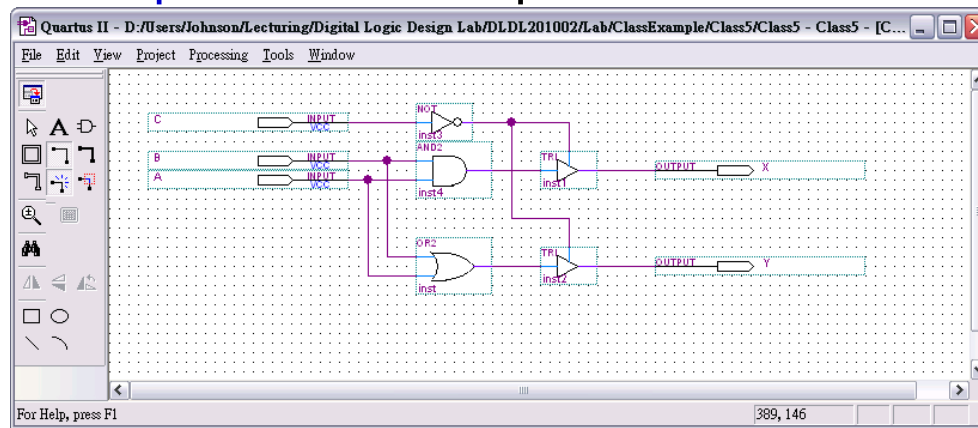 Quartus II - D:/Users/Johnson/Lecturing/Digital Logic Design Lab/DLDL201002/Lab/ClassExample/Class5/Class5 - Class5 - [C...
File Edit View Project Processing Tools Window
A
C INPUT VCC
NOT
inst3
B INPUT VCC
A INPUT VCC
AND2
inst4
TRI
inst1
OUTPUT X
OR2
inst
TRI
inst2
OUTPUT Y
For Help, press F1
389, 146